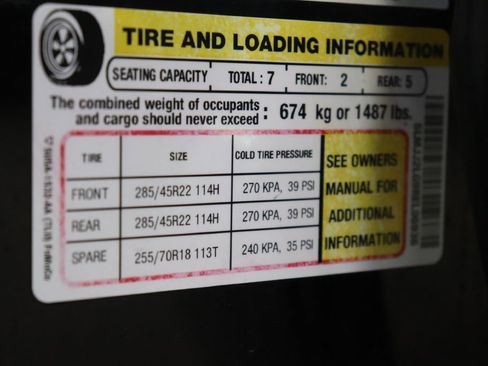 TIRE AND LOADING INFORMATION
SEATING CAPACITY TOTAL : 7 FRONT: 2 REAR: 5
The combined weight of occupants
and cargo should never exceed : 674 kg or 1487 lbs.
TIRE SIZE COLD TIRE PRESSURE
FRONT 285/45R22 114H 270 KPA, 39 PSI
REAR 285/45R22 114H 270 KPA, 39 PSI
SPARE 255/70R18 113T 240 KPA, 35 PSI
SEE OWNERS
MANUAL FOR
ADDITIONAL
INFORMATION